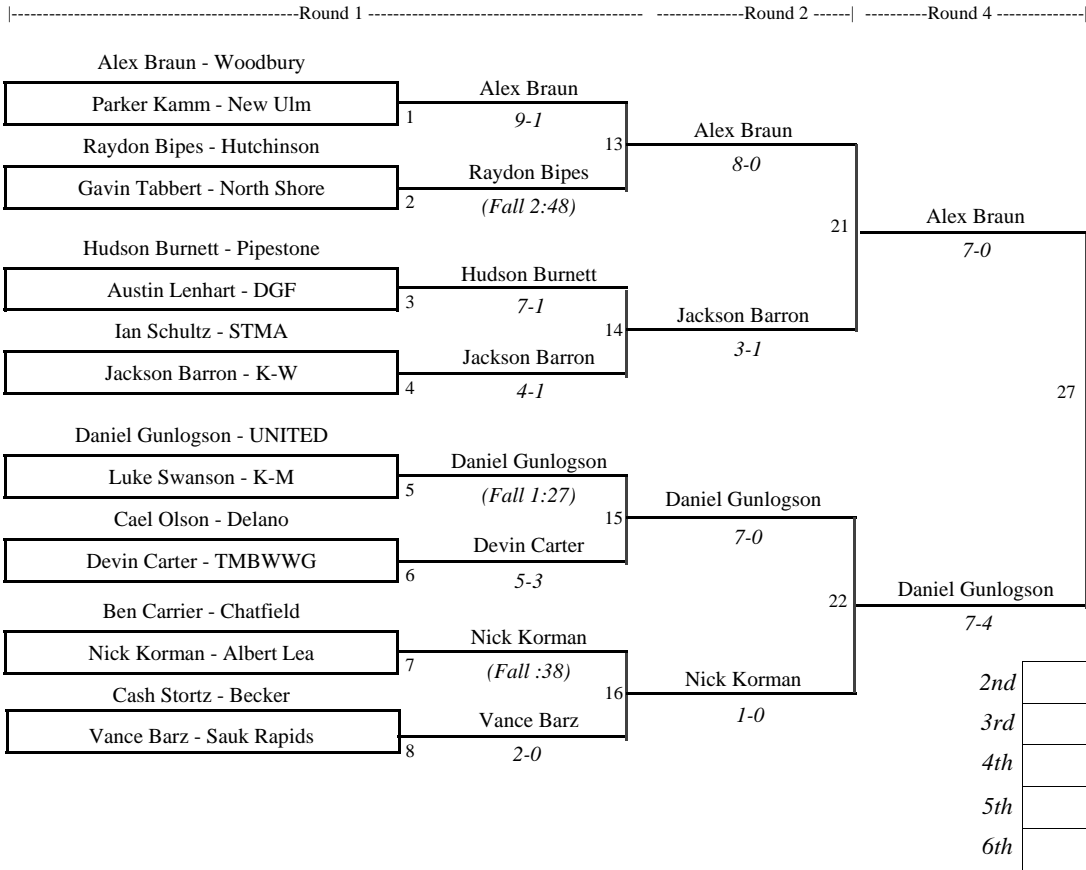 |-------------------------------------------Round 1 ----------------------------------------- --------------Round 2 ------| ----------Round 4 --------------|
Alex Braun - Woodbury
Parker Kamm - New Ulm
1
Alex Braun
9-1
Raydon Bipes - Hutchinson
Gavin Tabbert - North Shore
2
Raydon Bipes
(Fall 2:48)
13
Alex Braun
8-0
Hudson Burnett - Pipestone
Austin Lenhart - DGF
3
Hudson Burnett
7-1
Ian Schultz - STMA
Jackson Barron - K-W
4
Jackson Barron
4-1
14
Jackson Barron
3-1
21
Alex Braun
7-0
Daniel Gunlogson - UNITED
Luke Swanson - K-M
5
Daniel Gunlogson
(Fall 1:27)
Cael Olson - Delano
Devin Carter - TMBWWG
6
Devin Carter
5-3
15
Daniel Gunlogson
7-0
Ben Carrier - Chatfield
Nick Korman - Albert Lea
7
Nick Korman
(Fall :38)
Cash Stortz - Becker
Vance Barz - Sauk Rapids
8
Vance Barz
2-0
16
Nick Korman
1-0
22
Daniel Gunlogson
7-4
27
2nd
3rd
4th
5th
6th